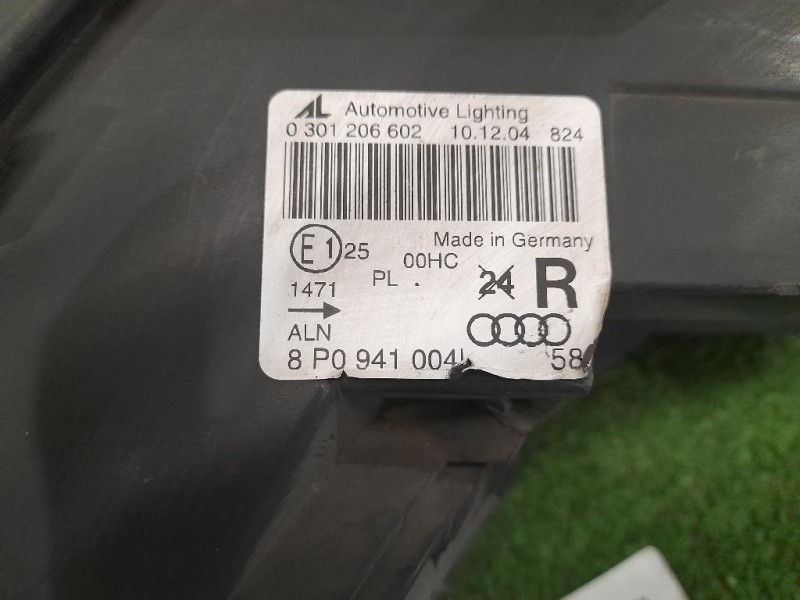 AL Automotive Lighting
0 301 206 602 10.12.04 824
Made in Germany
E1 25 00HC
PL . 24 R
1471
ALN
8 P0 941 004 58